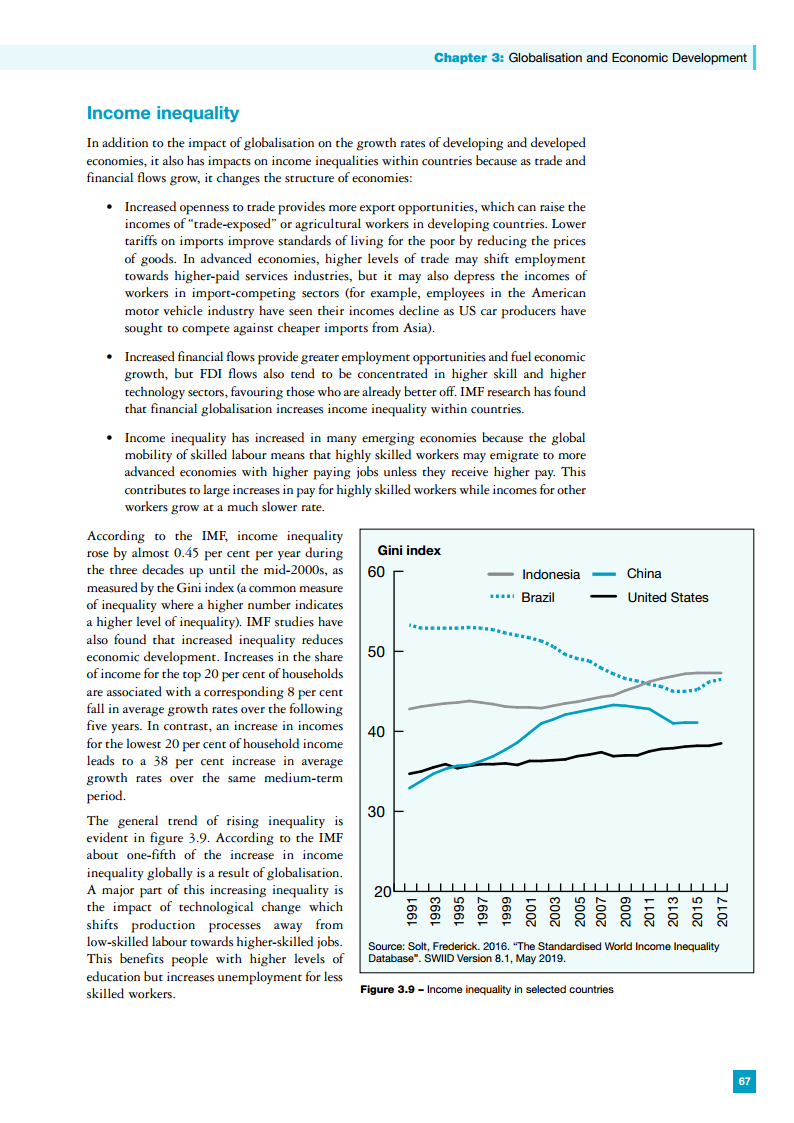 Chapter 3: Globalisation and Economic Development
Income inequality
In addition to the impact of globalisation on the growth rates of developing and developed
economies, it also has impacts on income inequalities within countries because as trade and
financial flows grow, it changes the structure of economies:
• Increased openness to trade provides more export opportunities, which can raise the
incomes of “trade-exposed” or agricultural workers in developing countries. Lower
tariffs on imports improve standards of living for the poor by reducing the prices
of goods. In advanced economies, higher levels of trade may shift employment
towards higher-paid services industries, but it may also depress the incomes of
workers in import-competing sectors (for example, employees in the American
motor vehicle industry have seen their incomes decline as US car producers have
sought to compete against cheaper imports from Asia).
• Increased financial flows provide greater employment opportunities and fuel economic
growth, but FDI flows also tend to be concentrated in higher skill and higher
technology sectors, favouring those who are already better off. IMF research has found
that financial globalisation increases income inequality within countries.
• Income inequality has increased in many emerging economies because the global
mobility of skilled labour means that highly skilled workers may emigrate to more
advanced economies with higher paying jobs unless they receive higher pay. This
contributes to large increases in pay for highly skilled workers while incomes for other
workers grow at a much slower rate.
According to the IMF, income inequality
rose by almost 0.45 per cent per year during
the three decades up until the mid-2000s, as
measured by the Gini index (a common measure
of inequality where a higher number indicates
a higher level of inequality). IMF studies have
also found that increased inequality reduces
economic development. Increases in the share
of income for the top 20 per cent of households
are associated with a corresponding 8 per cent
fall in average growth rates over the following
five years. In contrast, an increase in incomes
for the lowest 20 per cent of household income
leads to a 38 per cent increase in average
growth rates over the same medium-term
period.
The general trend of rising inequality is
evident in figure 3.9. According to the IMF
about one-fifth of the increase in income
inequality globally is a result of globalisation.
A major part of this increasing inequality is
the impact of technological change which
shifts production processes away from
low-skilled labour towards higher-skilled jobs.
This benefits people with higher levels of
education but increases unemployment for less
skilled workers.
Gini index
Indonesia China
Brazil United States
60
50
40
30
20
1991 1993 1995 1997 1999 2001 2003 2005 2007 2009 2011 2013 2015 2017
Source: Solt, Frederick. 2016. “The Standardised World Income Inequality
Database”. SWIID Version 8.1, May 2019.
Figure 3.9 – Income inequality in selected countries
67